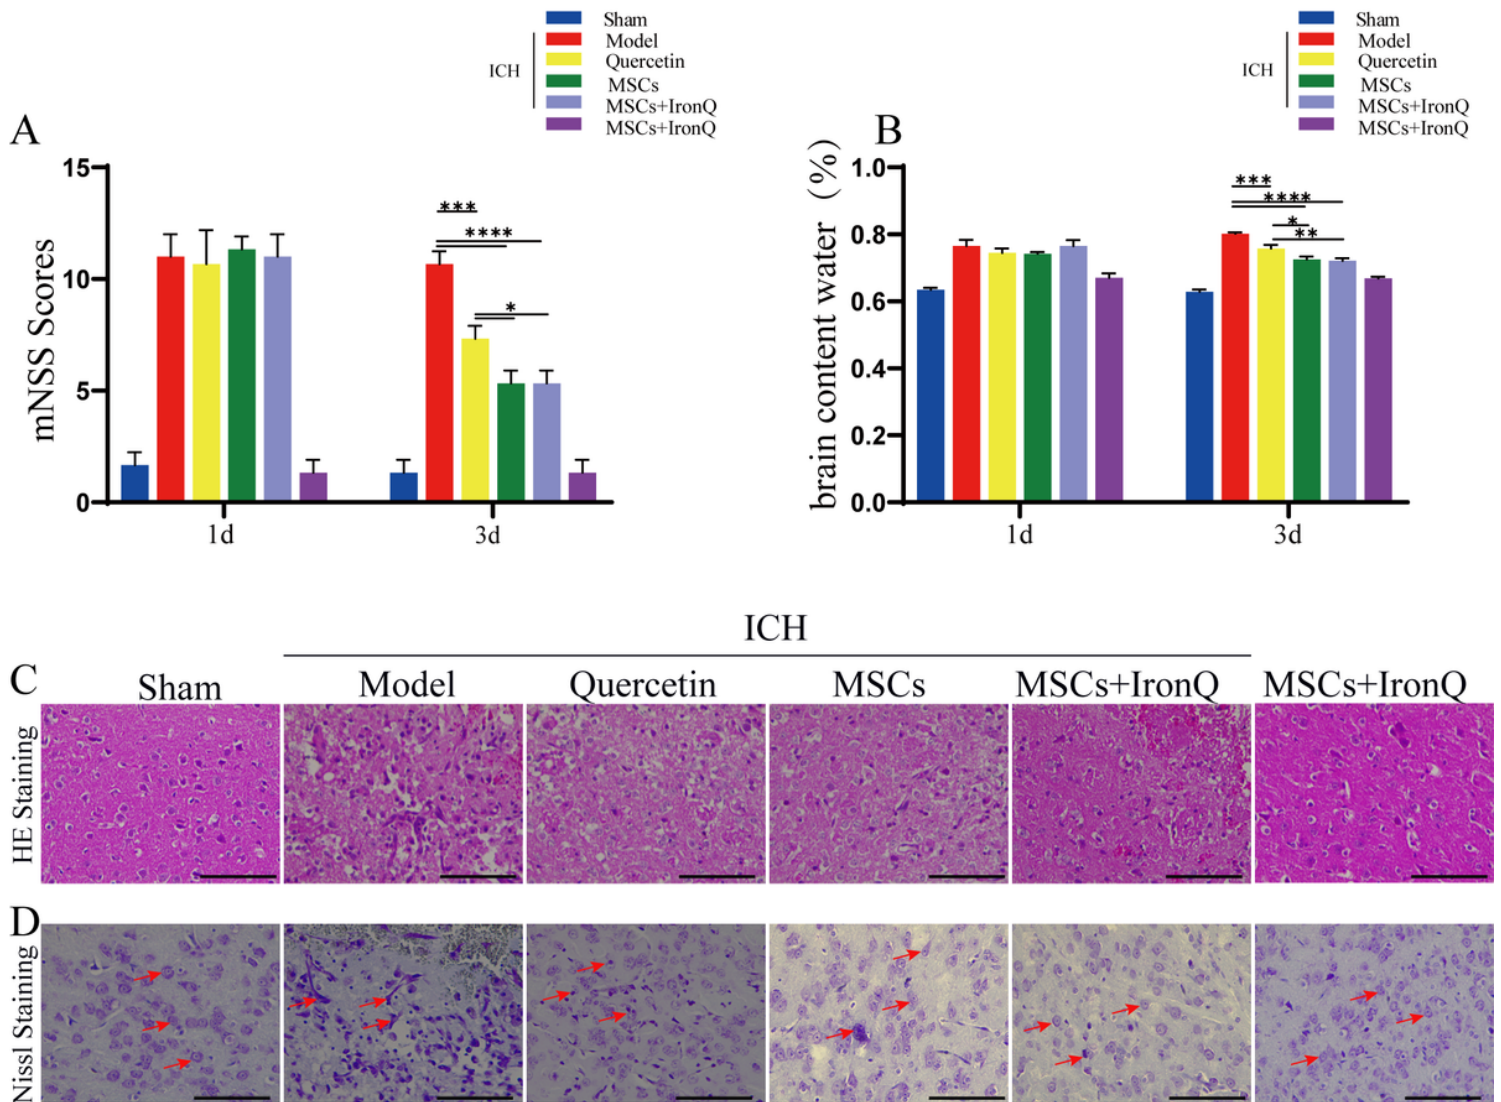 Sham
Model
Quercetin
MSCs
MSCs+IronQ
MSCs+IronQ
ICH
A
mNSS Scores
15
10
5
0
1d
3d
***
****
*
Sham
Model
Quercetin
MSCs
MSCs+IronQ
MSCs+IronQ
ICH
B
brain content water (%)
1.0
0.8
0.6
0.4
0.2
0.0
1d
3d
***
****
*
**
ICH
C
Sham Model Quercetin MSCs MSCs+IronQ MSCs+IronQ
HE Staining
D
Nissl Staining